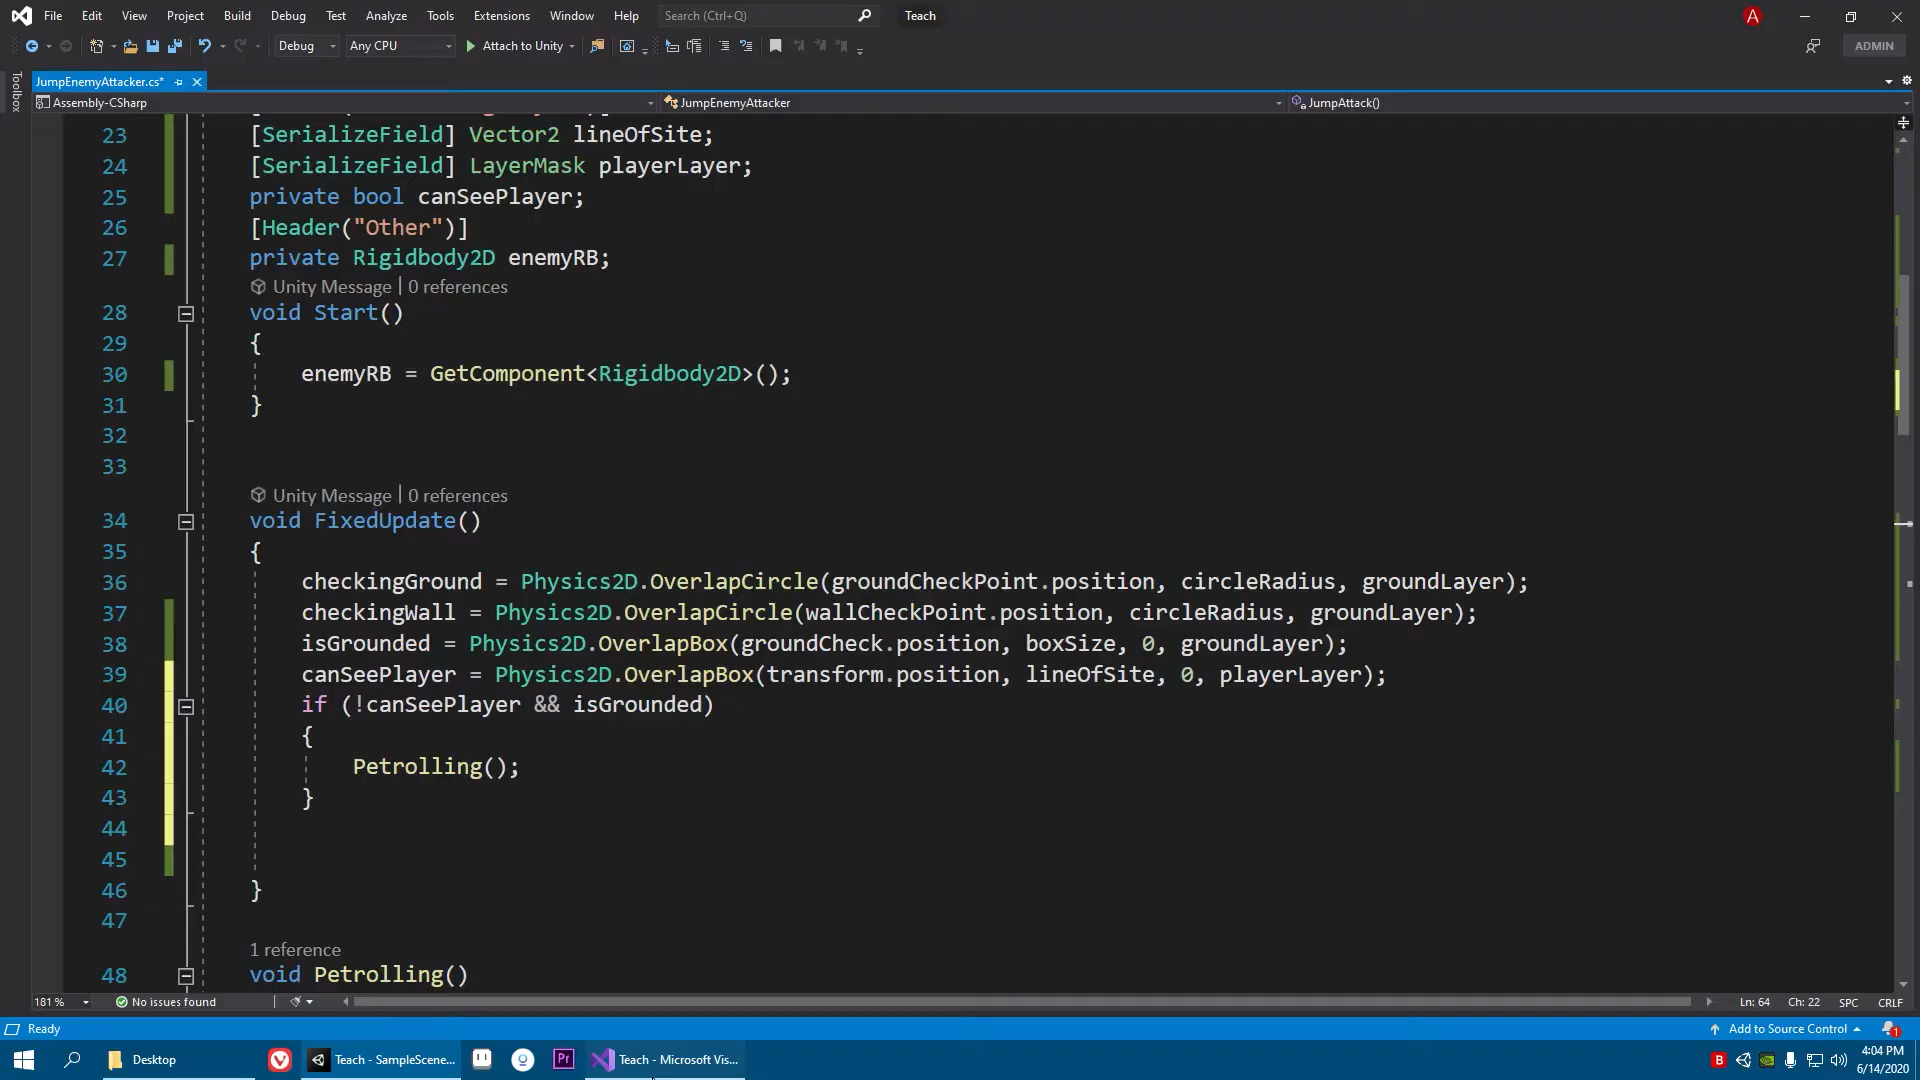 File Edit View Project Build Debug Test Analyze Tools Extensions Window Help Search (Ctrl+Q) Teach A
Debug Any CPU Attach to Unity ADMIN
Toolbox
JumpEnemyAttacker.cs*
Assembly-CSharp JumpEnemyAttacker JumpAttack()
23 [SerializeField] Vector2 lineOfSite;
24 [SerializeField] LayerMask playerLayer;
25 private bool canSeePlayer;
26 [Header("Other")]
27 private Rigidbody2D enemyRB;
Unity Message | 0 references
28 void Start()
29 {
30 enemyRB = GetComponent<Rigidbody2D>();
31 }
32
33
Unity Message | 0 references
34 void FixedUpdate()
35 {
36 checkingGround = Physics2D.OverlapCircle(groundCheckPoint.position, circleRadius, groundLayer);
37 checkingWall = Physics2D.OverlapCircle(wallCheckPoint.position, circleRadius, groundLayer);
38 isGrounded = Physics2D.OverlapBox(groundCheck.position, boxSize, 0, groundLayer);
39 canSeePlayer = Physics2D.OverlapBox(transform.position, lineOfSite, 0, playerLayer);
40 if (!canSeePlayer && isGrounded)
41 {
42 Petrolling();
43 }
44
45
46 }
47
1 reference
48 void Petrolling()
181 % No issues found Ln: 64 Ch: 22 SPC CRLF
Ready Add to Source Control 1
Desktop Teach - SampleScene... Pr Teach - Microsoft Vis... B 4:04 PM
6/14/2020